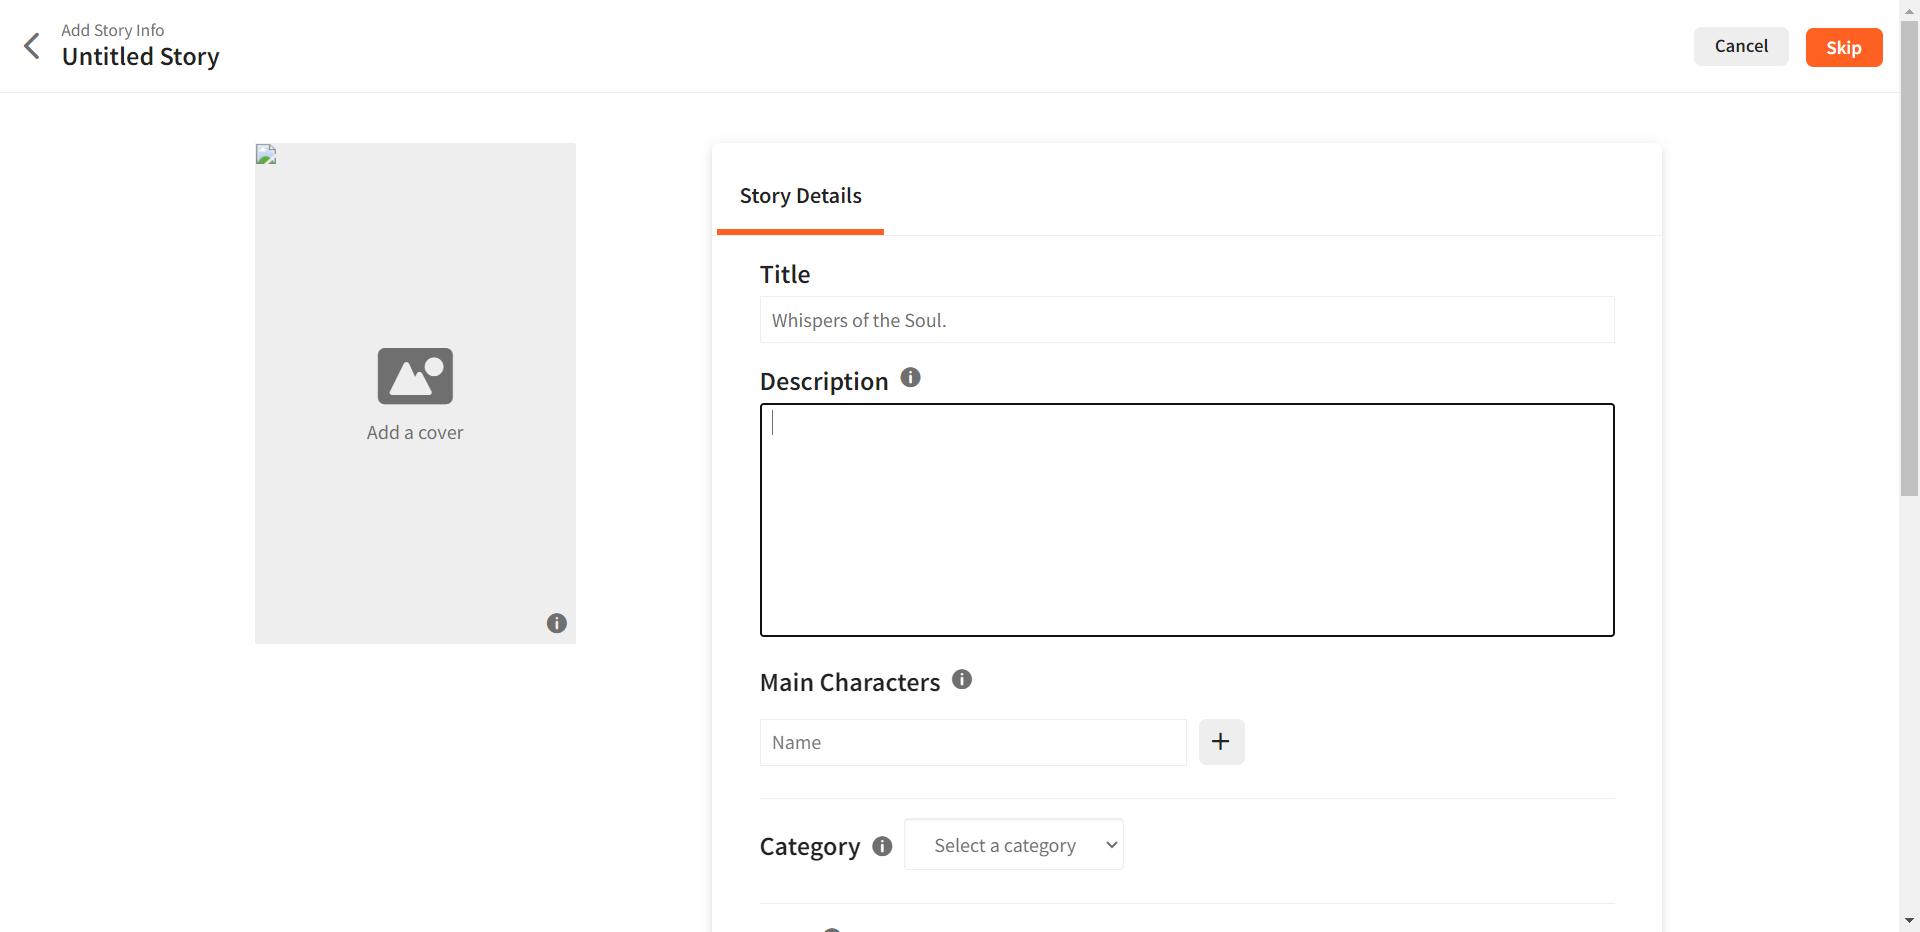 Add Story Info
Untitled Story
Cancel
Skip
Add a cover
Story Details
Title
Whispers of the Soul.
Description
Main Characters
Name
Category
Select a category